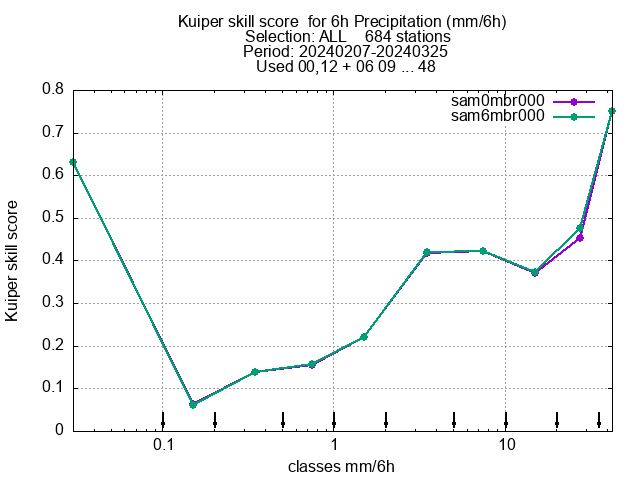 Kuiper skill score  for 6h Precipitation (mm/6h)
Selection: ALL    684 stations
Period: 20240207-20240325
Used 00,12 + 06 09 ... 48
sam0mbr000
sam6mbr000
0.8
0.7
0.6
0.5
0.4
0.3
0.2
0.1
0
Kuiper skill score
0.1 1 10
classes mm/6h